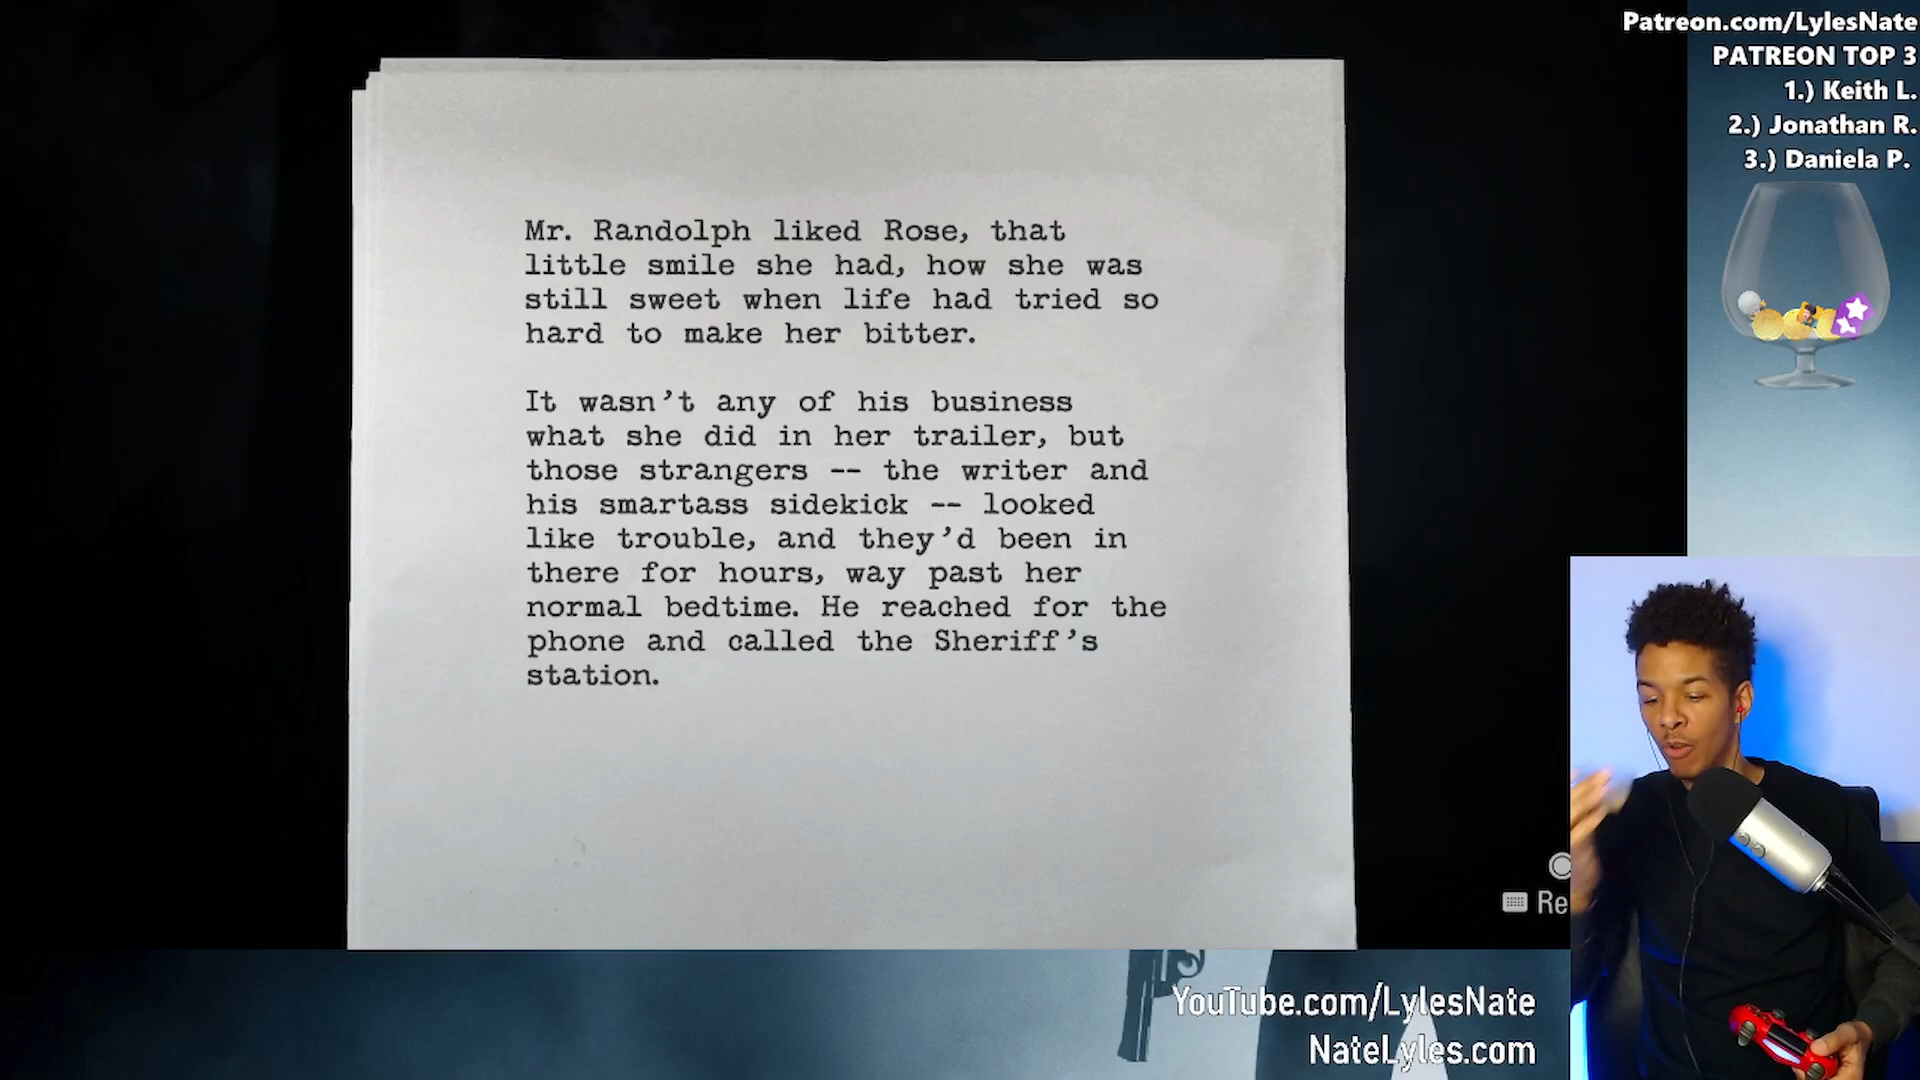 Patreon.com/LylesNate
PATREON TOP 3
1.) Keith L.
2.) Jonathan R.
3.) Daniela P.
Mr. Randolph liked Rose, that
little smile she had, how she was
still sweet when life had tried so
hard to make her bitter.
It wasn't any of his business
what she did in her trailer, but
those strangers -- the writer and
his smartass sidekick -- looked
like trouble, and they'd been in
there for hours, way past her
normal bedtime. He reached for the
phone and called the Sheriff's
station.
Re
YouTube.com/LylesNate
NateLyles.com